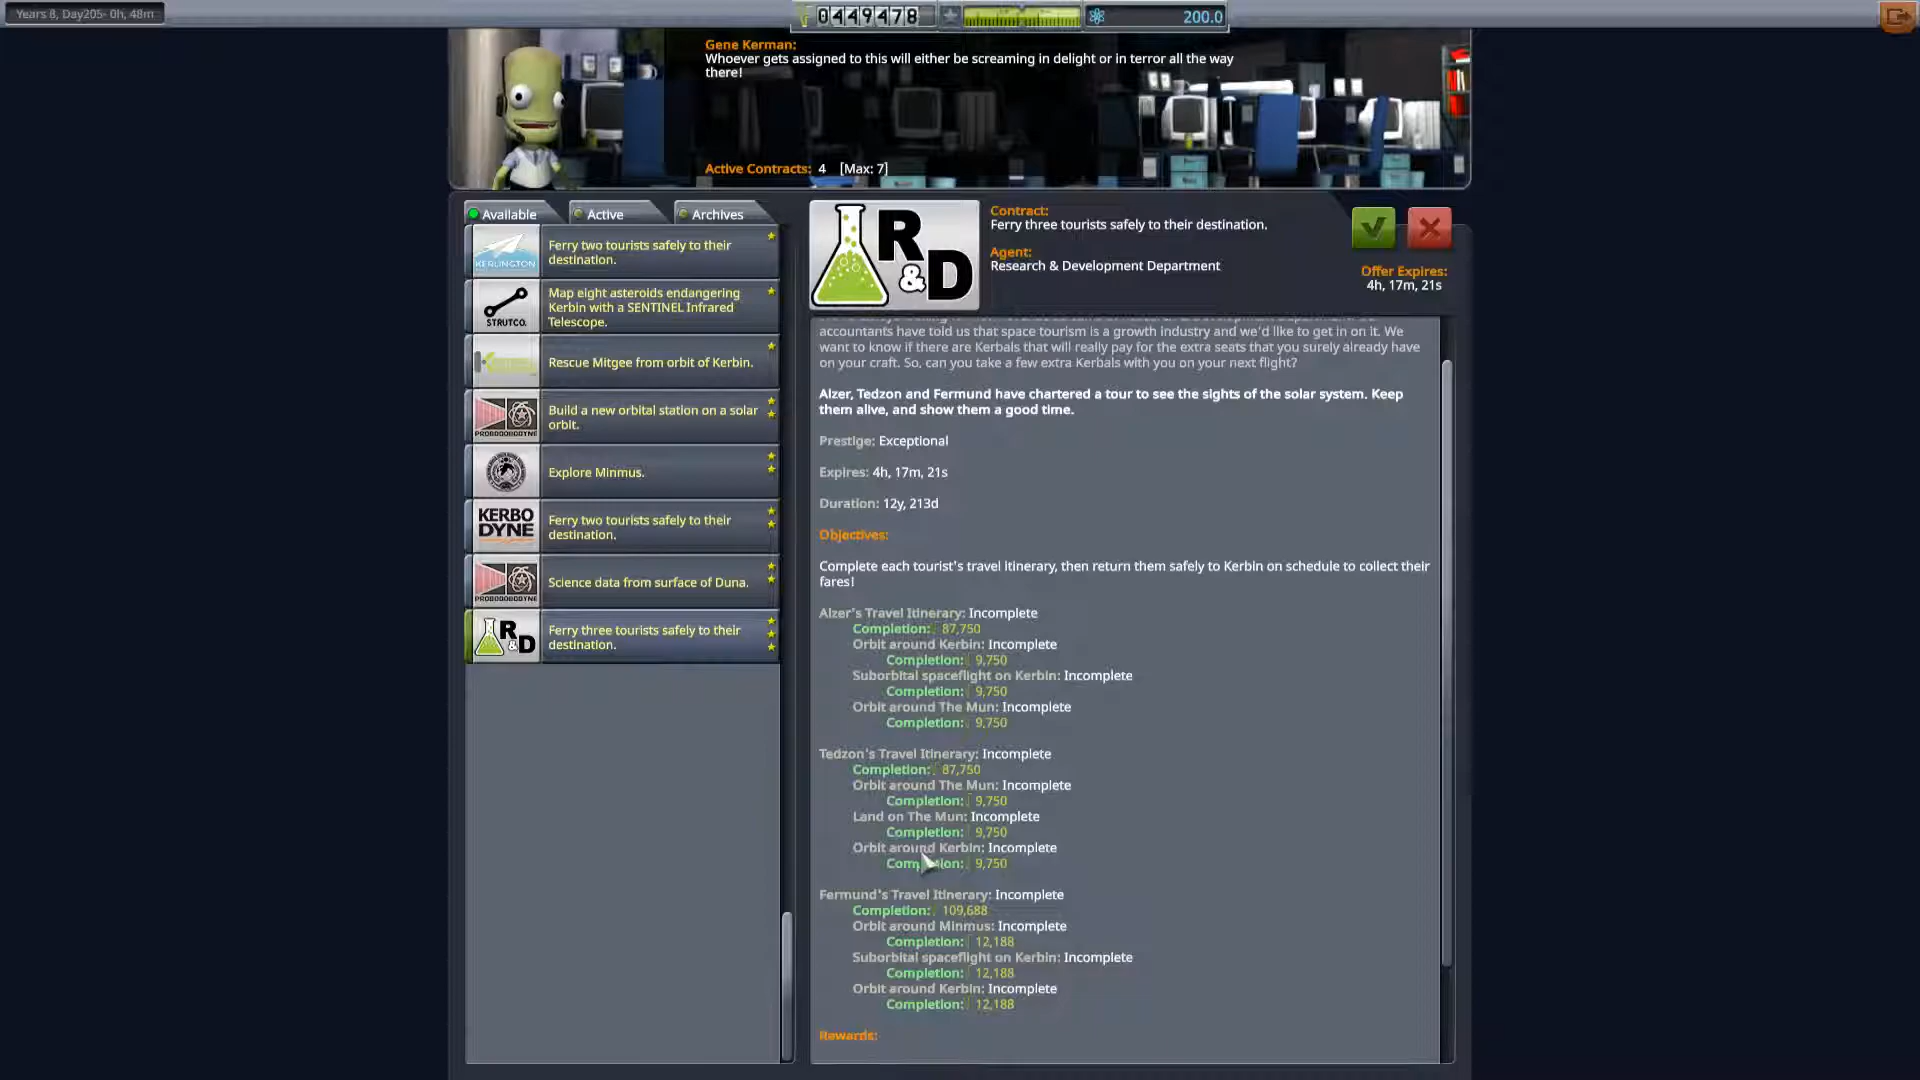 Years 8, Day205- 0h, 48m
0449478
200.0
Gene Kerman:
Whoever gets assigned to this will either be screaming in delight or in terror all the way
there!
Active Contracts: 4 [Max: 7]
Available
Active
Archives
KERLINGTON
Ferry two tourists safely to their
destination.
STRUTCO.
Map eight asteroids endangering
Kerbin with a SENTINEL Infrared
Telescope.
Rescue Mitgee from orbit of Kerbin.
PROBODOBODYNE
Build a new orbital station on a solar
orbit.
Explore Minmus.
KERBO
DYNE
Ferry two tourists safely to their
destination.
PROBODOBODYNE
Science data from surface of Duna.
R&D
Ferry three tourists safely to their
destination.
R
&D
Contract:
Ferry three tourists safely to their destination.
Agent:
Research & Development Department
Offer Expires:
4h, 17m, 21s
accountants have told us that space tourism is a growth industry and we'd like to get in on it. We
want to know if there are Kerbals that will really pay for the extra seats that you surely already have
on your craft. So, can you take a few extra Kerbals with you on your next flight?
Alzer, Tedzon and Fermund have chartered a tour to see the sights of the solar system. Keep
them alive, and show them a good time.
Prestige: Exceptional
Expires: 4h, 17m, 21s
Duration: 12y, 213d
Objectives:
Complete each tourist's travel itinerary, then return them safely to Kerbin on schedule to collect their
fares!
Alzer's Travel Itinerary: Incomplete
Completion: 87,750
Orbit around Kerbin: Incomplete
Completion: 9,750
Suborbital spaceflight on Kerbin: Incomplete
Completion: 9,750
Orbit around The Mun: Incomplete
Completion: 9,750
Tedzon's Travel Itinerary: Incomplete
Completion: 87,750
Orbit around The Mun: Incomplete
Completion: 9,750
Land on The Mun: Incomplete
Completion: 9,750
Orbit around Kerbin: Incomplete
Completion: 9,750
Fermund's Travel Itinerary: Incomplete
Completion: 109,688
Orbit around Minmus: Incomplete
Completion: 12,188
Suborbital spaceflight on Kerbin: Incomplete
Completion: 12,188
Orbit around Kerbin: Incomplete
Completion: 12,188
Rewards: